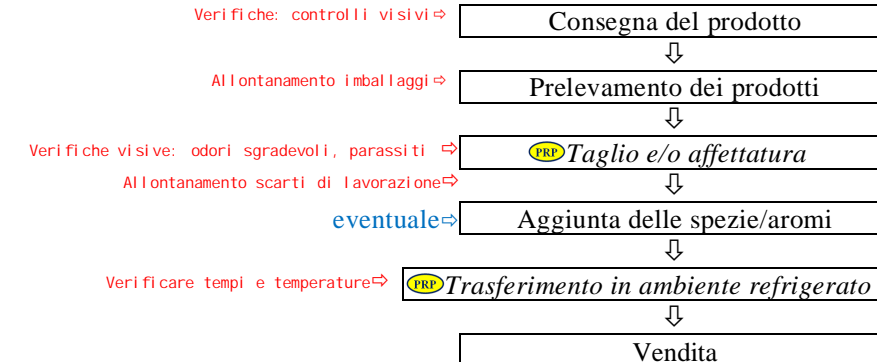 Verifiche: controlli visivi⇨ Consegna del prodotto
⇩
Allontanamento imballaggi⇨ Prelevamento dei prodotti
⇩
Verifiche visive: odori sgradevoli, parassiti ⇨ PRP Taglio e/o affettatura
Allontanamento scarti di lavorazione⇨ ⇩
eventuale⇨ Aggiunta delle spezie/aromi
⇩
Verificare tempi e temperature⇨ PRP Trasferimento in ambiente refrigerato
⇩
Vendita